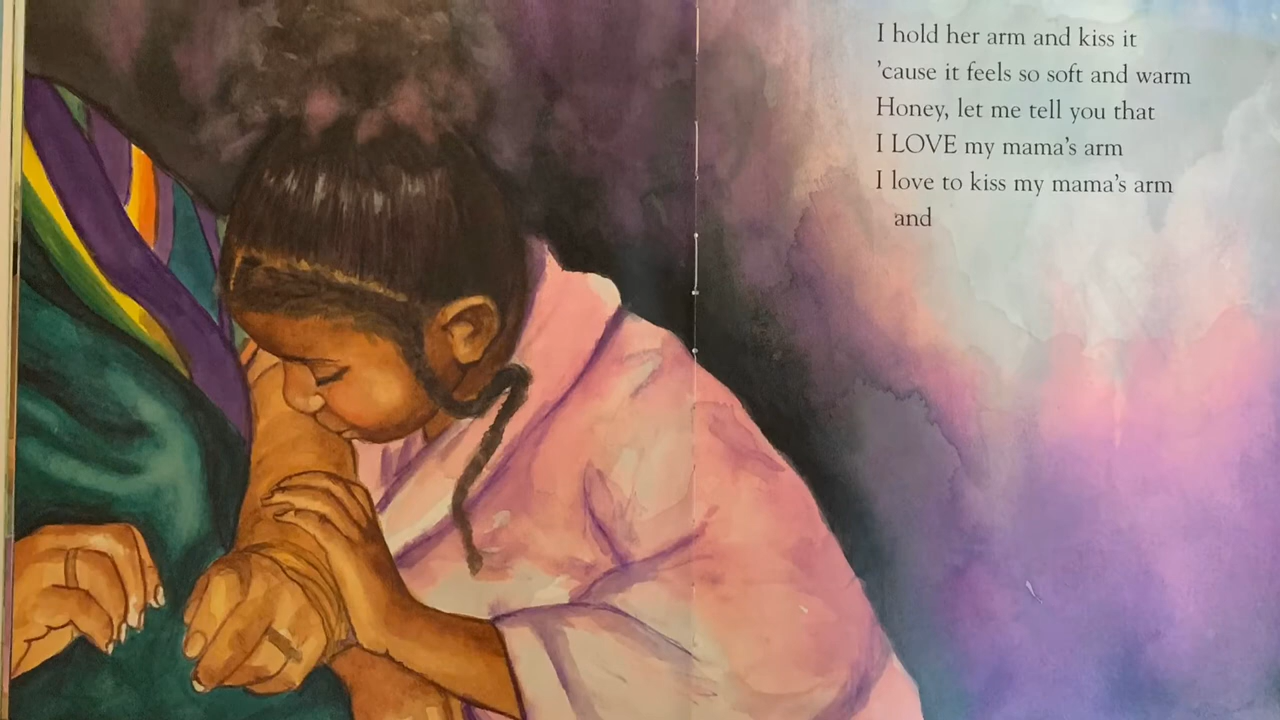 I hold her arm and kiss it
’cause it feels so soft and warm
Honey, let me tell you that
I LOVE my mama’s arm
I love to kiss my mama’s arm
and